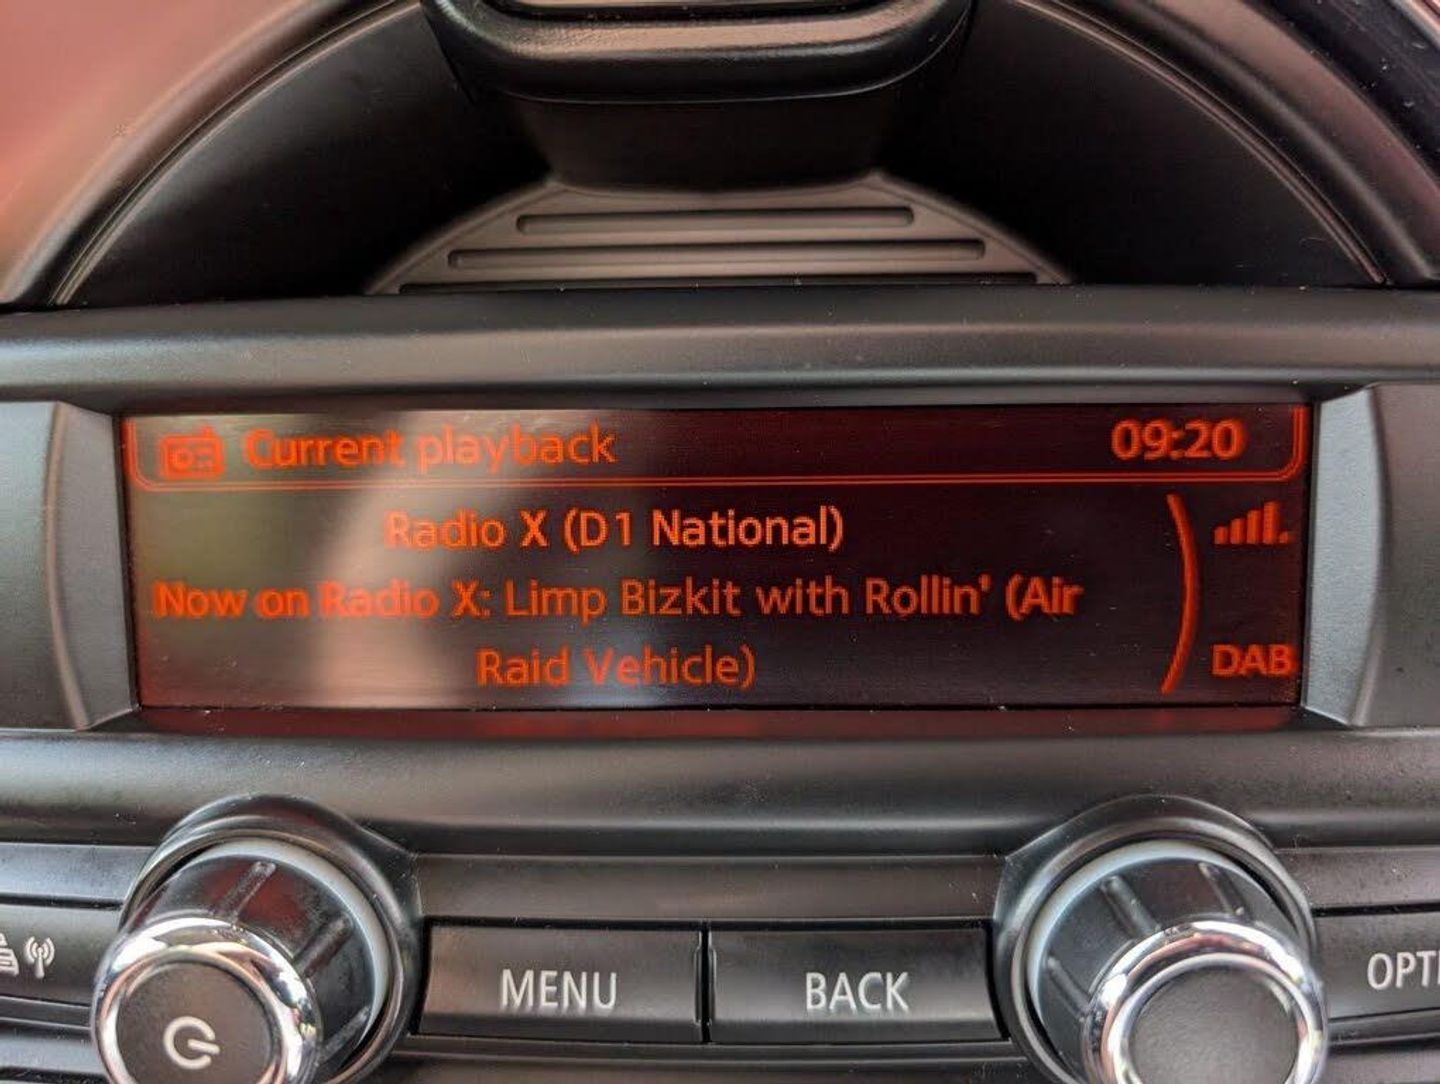 Current playback 09:20
Radio X (D1 National)
Now on Radio X: Limp Bizkit with Rollin' (Air
Raid Vehicle)
DAB
MENU
BACK
OPTI